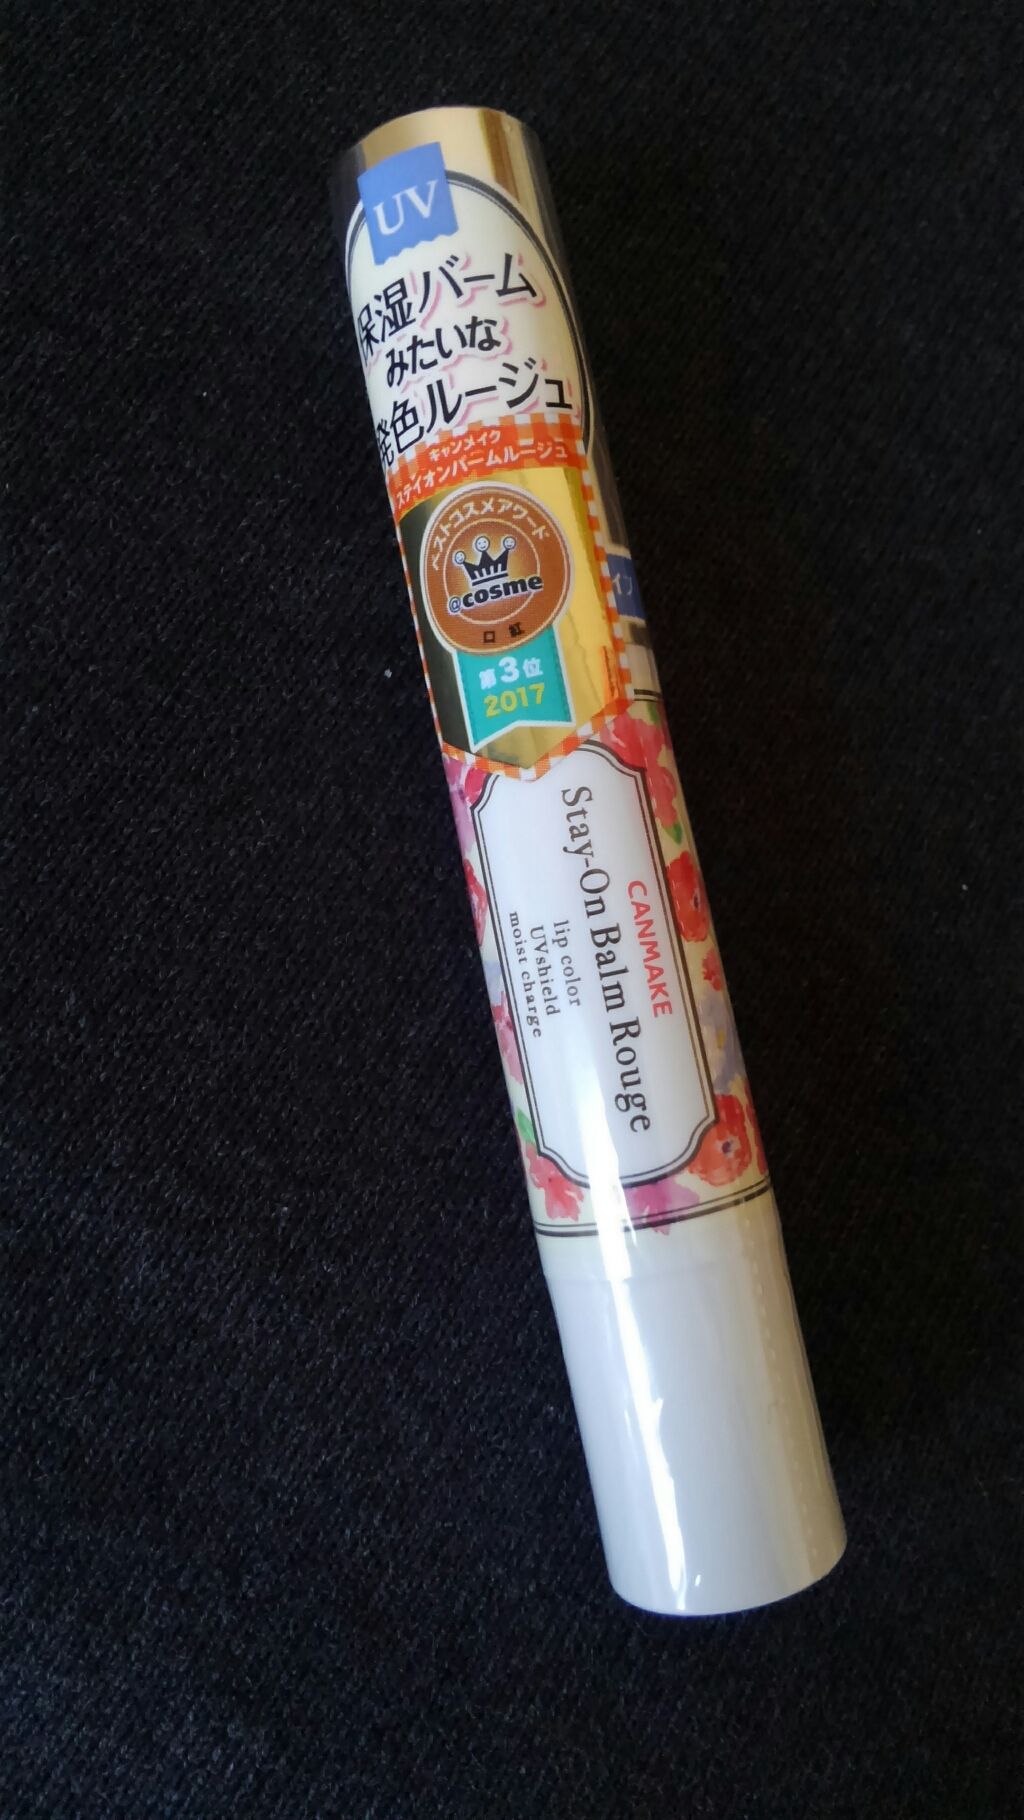 UV
保湿バーム
みたいな
発色ルージュ
キャンメイク
ステイオンバームルージュ
ベストコスメアワード
@cosme
口紅
第3位
2017
CANMAKE
Stay-On Balm Rouge
lip color
UVshield
moist charge